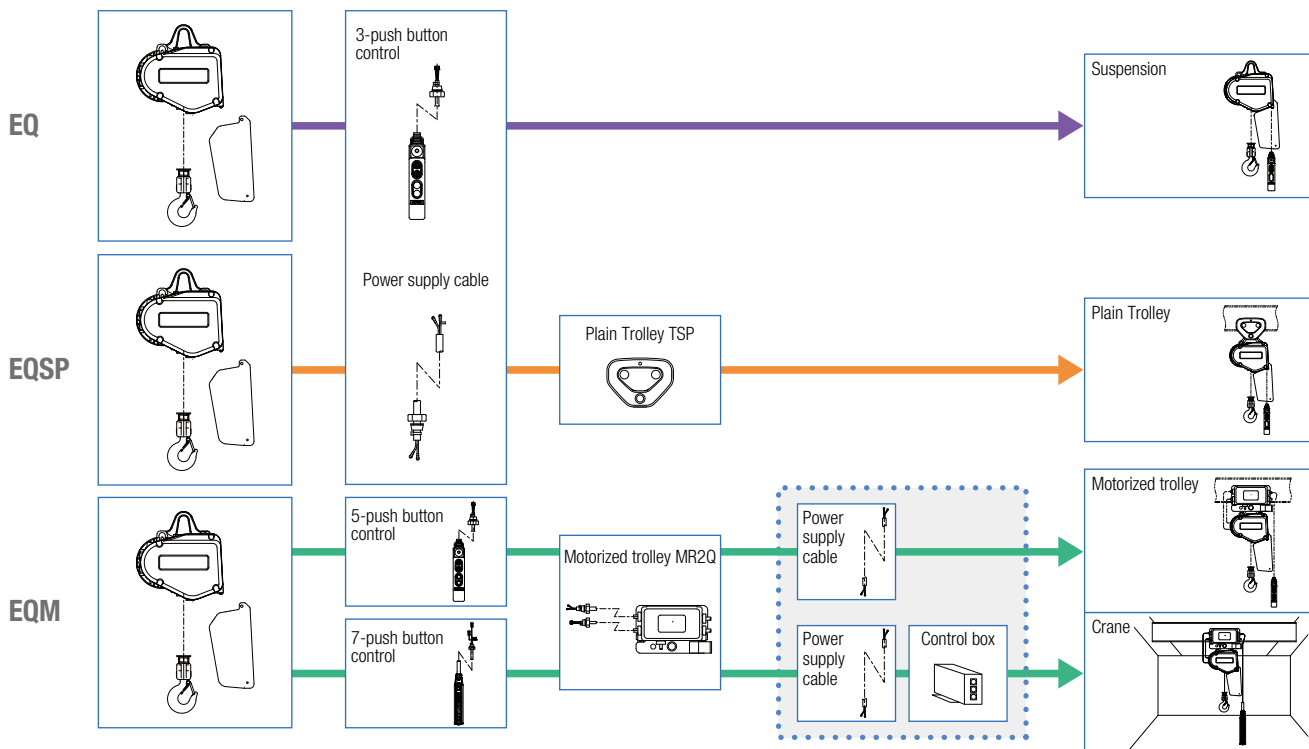 EQ
3-push button
control
Suspension
EQSP
Power supply cable
Plain Trolley TSP
Plain Trolley
EQM
5-push button
control
7-push button
control
Motorized trolley MR2Q
Power
supply
cable
Power
supply
cable
Control box
Motorized trolley
Crane